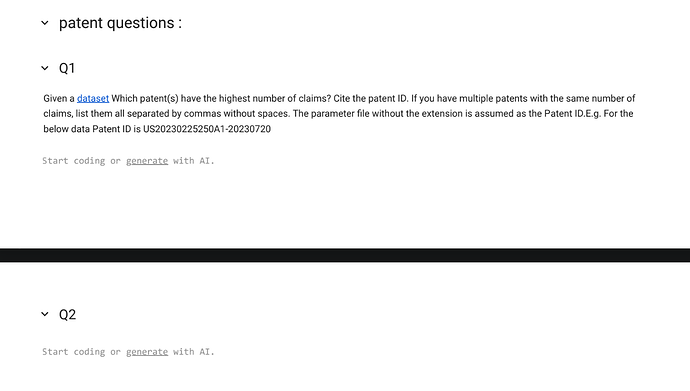 patent questions :
Q1
Given a dataset Which patent(s) have the highest number of claims? Cite the patent ID. If you have multiple patents with the same number of
claims, list them all separated by commas without spaces. The parameter file without the extension is assumed as the Patent ID.E.g. For the
below data Patent ID is US20230225250A1-20230720
Start coding or generate with AI.
Q2
Start coding or generate with AI.